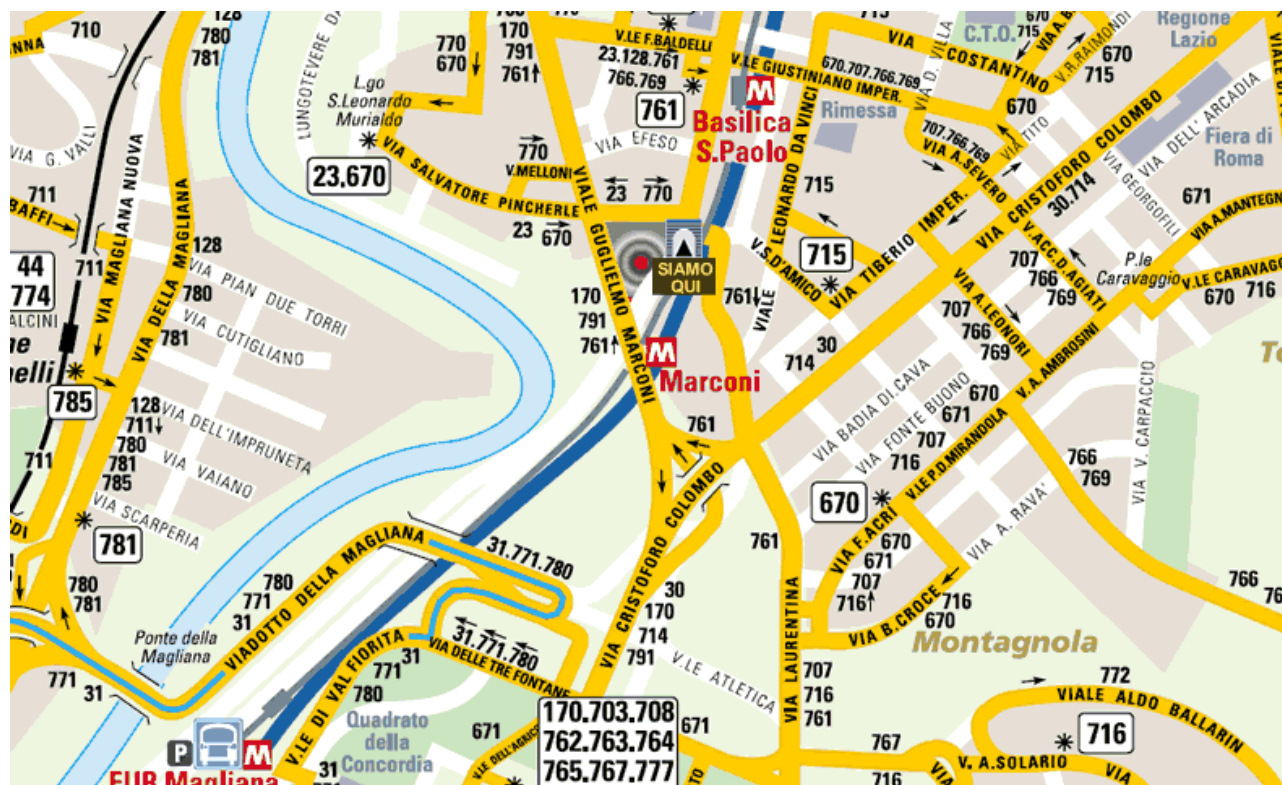 710
128
780
781
LUNGOTEVERE DA
770
670
170
791
761
V.LE F.BALDELLI
23.128.761
766.769
761
V.LE GIUSTINIANO IMPER.
670.707.766.769
VIA D. VILLA
C.T.O.
670
715
VIA COSTANTINO
V.R.RAIMONDI
670
715
Regione
Lazio
L.go
S.Leonardo
Murialdo
23.670
VIA G. VALLI
VIA MAGLIANA NUOVA
711
BAFFI
711
VIA SALVATORE PINCHERLE
V.MELLONI
770
VIA EFESO
23 770
23 670
Basilica
S.Paolo
Rimessa
VIALE LEONARDO DA VINCI
715
707.766.769
VIA A.SEVERO
VIA TITO
670
VIA CRISTOFORO COLOMBO
30.714
VIA DELL' ARCADIA
VIA GEORGOFILI
Fiera di
Roma
671
VIA A.MANTEGN
44
774
ALCINI
nelli
785
VIA DELLA MAGLIANA
128
VIA PIAN DUE TORRI
780
VIA CUTIGLIANO
781
VIALE GUGLIELMO MARCONI
SIAMO
QUI
170
791
761
761
V.S.D'AMICO
715
VIA TIBERIO IMPER.
V.ACC.D.AGIATI
707
766
769
P.le
Caravaggio
V.LE CARAVAGG
670 716
VIA A.LEONORI
707
766
769
V. A. AMBROSINI
M
Marconi
714
30
128
711
780
781
785
VIA DELL'IMPRUNETA
VIA VAIANO
VIA SCARPERIA
711
781
761
VIA BADIA DI CAVA
VIA FONTE BUONO
670
671
707
716
V.LE P.D.MIRANDOLA
766
769
VIA V. CARPACCIO
670
VIA F.ACRI
VIA A. RAVA'
761
VIA CRISTOFORO COLOMBO
31.771.780
VIADOTTO DELLA MAGLIANA
780
771
31
780
781
Ponte della
Magliana
771
31
30
170
714
791
VIA LAURENTINA
670
671
707
716
VIA B.CROCE
716
670
766
Montagnola
31.771.780
VIA DELLE TRE FONTANE
V.LE DI VAL FIORITA
31
771
780
V.LE ATLETICA
707
716
761
772
VIALE ALDO BALLARIN
716
Quadrato
della
Concordia
671
170.703.708
762.763.764
765.767.777
671
767
V. A.SOLARIO
VIA
716
P
M
EUR Magliana
31